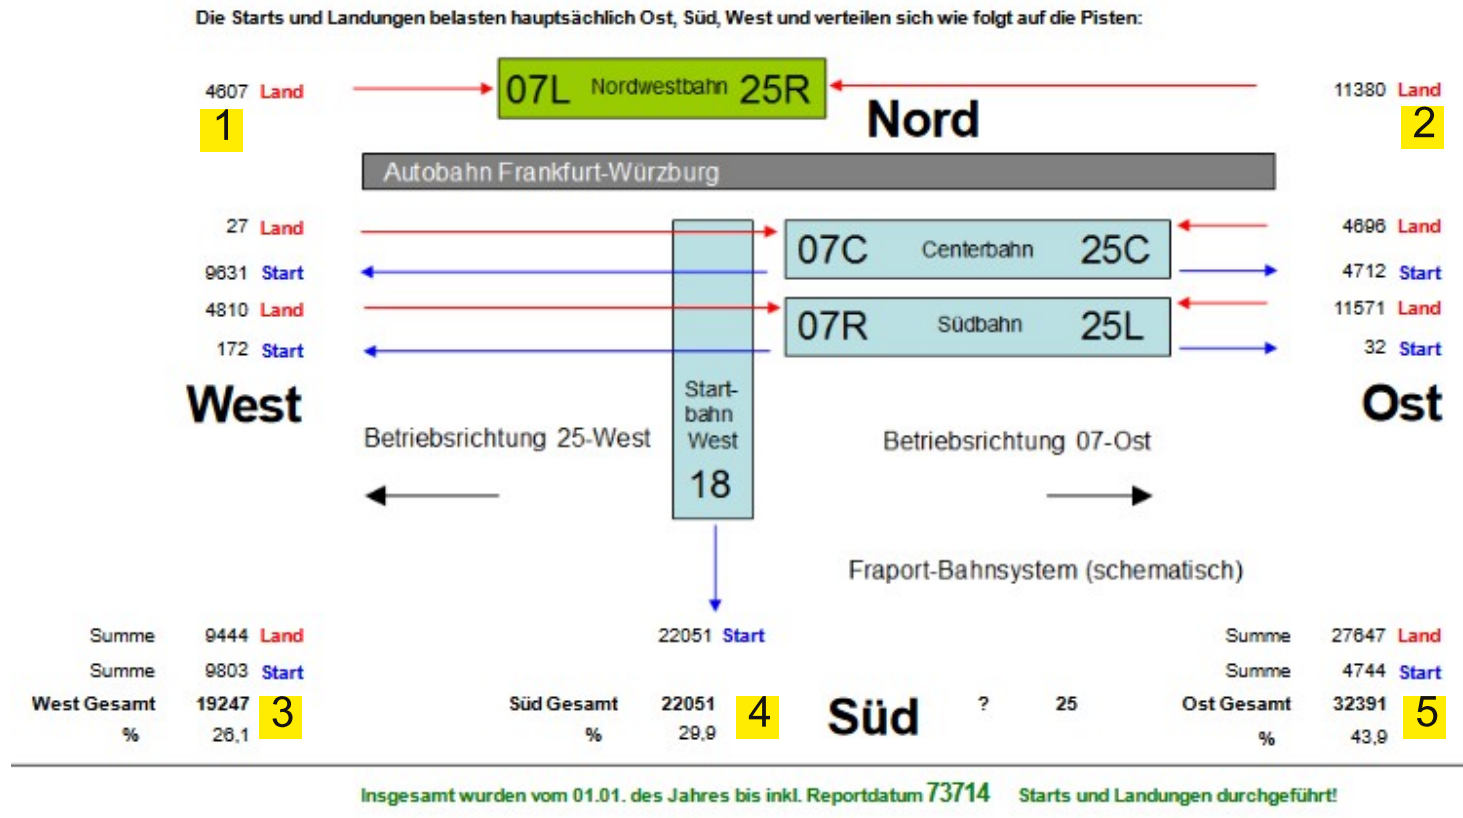 Die Starts und Landungen belasten hauptsächlich Ost, Süd, West und verteilen sich wie folgt auf die Pisten:
4607 Land 07L Nordwestbahn 25R 11380 Land
1 Nord 2
Autobahn Frankfurt-Würzburg
27 Land 4696 Land
07C Centerbahn 25C
9631 Start 4712 Start
4810 Land 11571 Land
07R Südbahn 25L
172 Start 32 Start
West Start-
bahn
West
18 Ost
Betriebsrichtung 25-West Betriebsrichtung 07-Ost
Fraport-Bahnsystem (schematisch)
Summe 9444 Land 22051 Start Summe 27647 Land
Summe 9803 Start Summe 4744 Start
West Gesamt 19247 3 Süd Gesamt 22051 4 Süd ? 25 Ost Gesamt 32391 5
% 26,1 % 29,9 % 43,9
Insgesamt wurden vom 01.01. des Jahres bis inkl. Reportdatum 73714 Starts und Landungen durchgeführt!